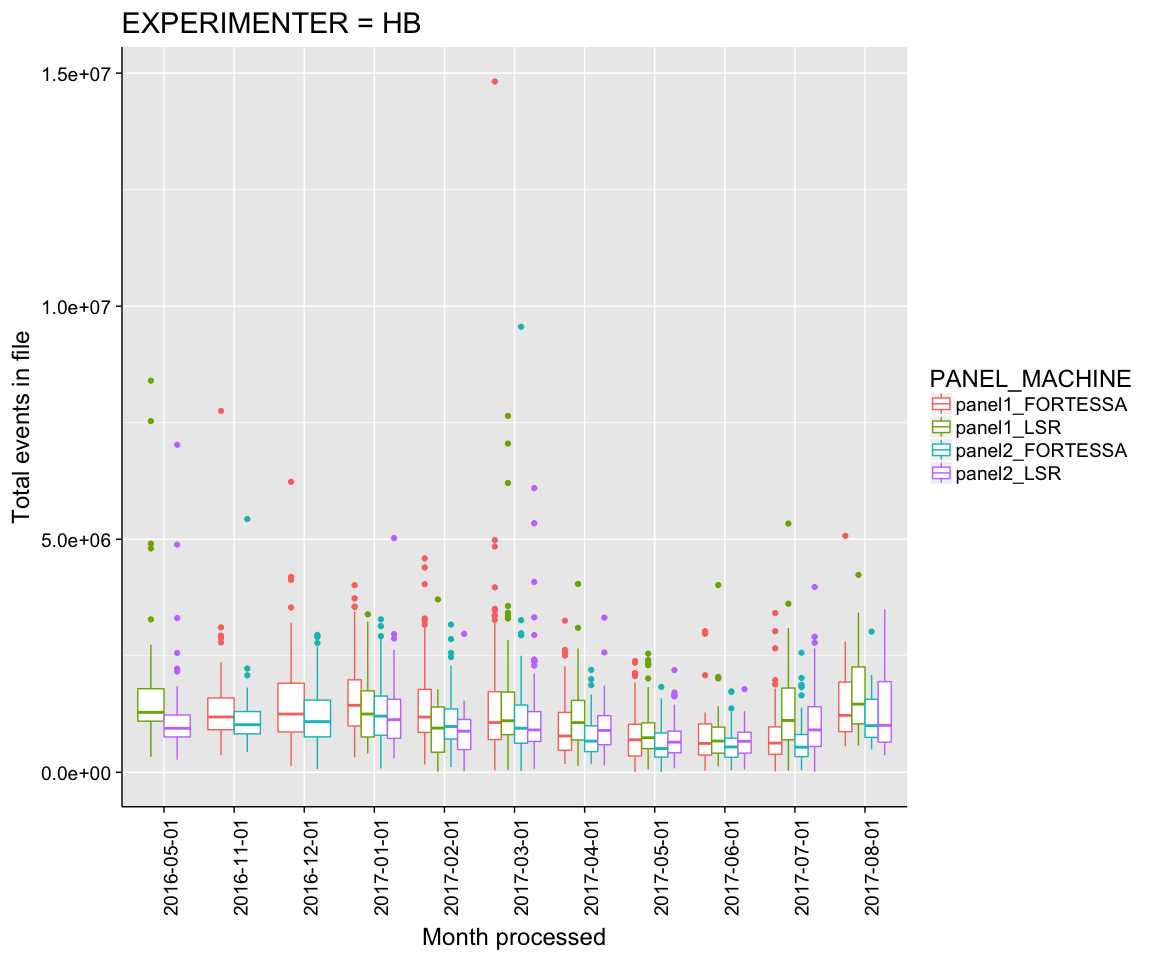 EXPERIMENTER = HB
1.5e+07
1.0e+07
5.0e+06
0.0e+00
Total events in file
2016-05-01
2016-11-01
2016-12-01
2017-01-01
2017-02-01
2017-03-01
2017-04-01
2017-05-01
2017-06-01
2017-07-01
2017-08-01
Month processed
PANEL_MACHINE
panel1_FORTESSA
panel1_LSR
panel2_FORTESSA
panel2_LSR